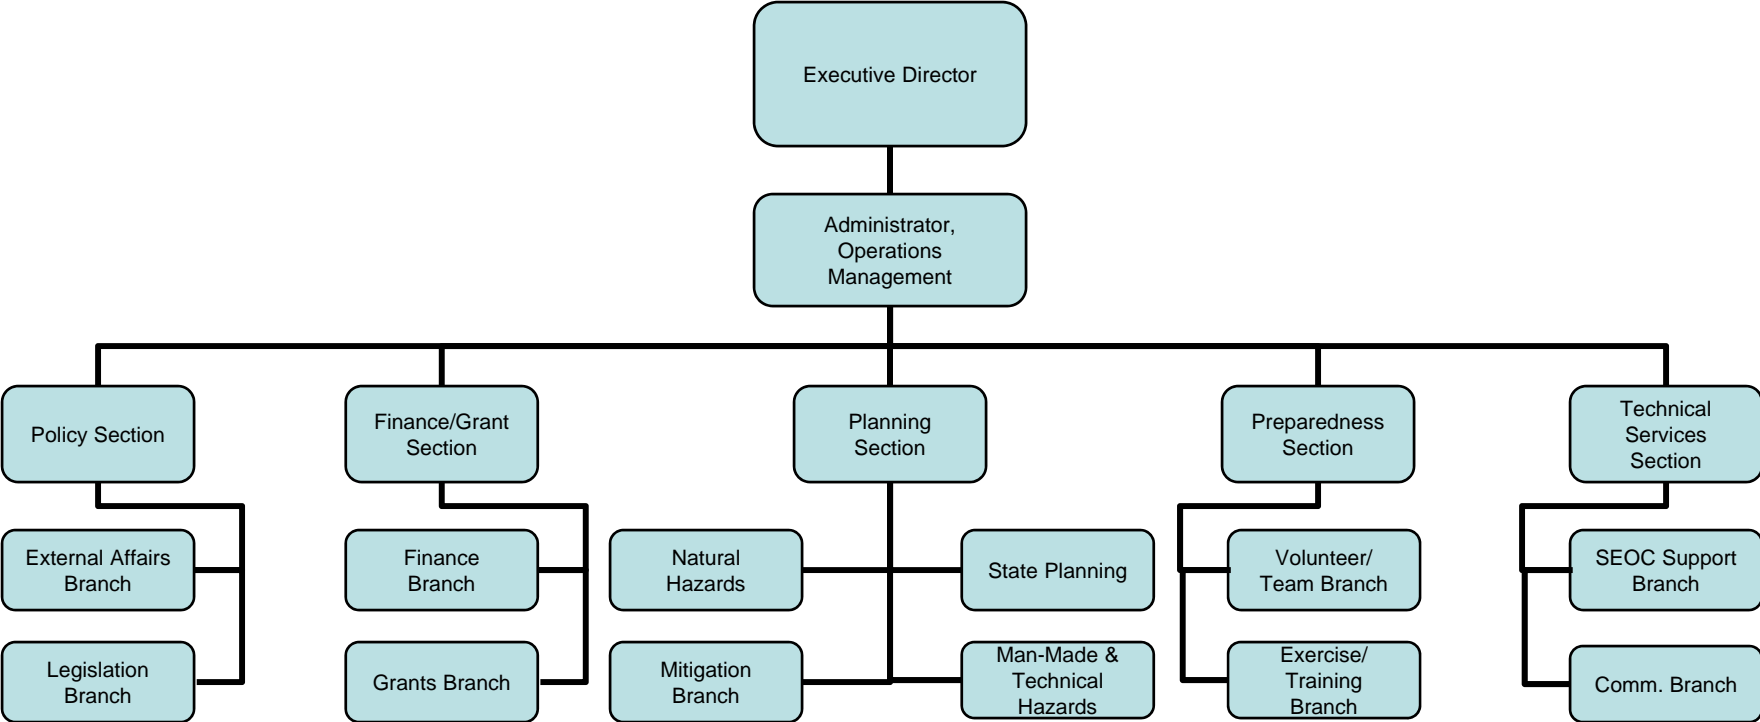 Executive Director
Administrator,
Operations
Management
Policy Section
Finance/Grant
Section
Planning
Section
Preparedness
Section
Technical
Services
Section
External Affairs
Branch
Finance
Branch
Natural
Hazards
State Planning
Volunteer/
Team Branch
SEOC Support
Branch
Legislation
Branch
Grants Branch
Mitigation
Branch
Man-Made &
Technical
Hazards
Exercise/
Training
Branch
Comm. Branch